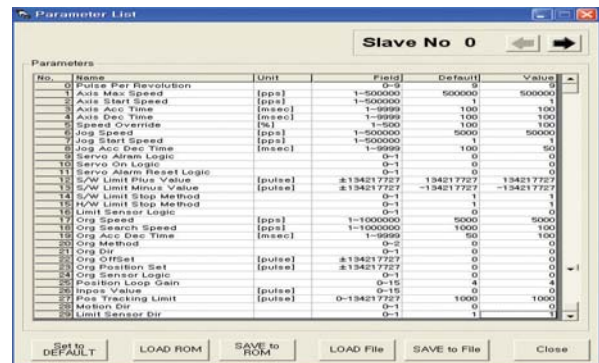 Parameter List
Slave No 0
Parameters
No. Name Unit Field Default Value
0 Pulse Per Revolution 0~9 9 9
1 Axis Max Speed [pps] 1~500000 500000 500000
2 Axis Start Speed [pps] 1~500000 1 1
3 Axis Acc Time [msec] 1~9999 100 100
4 Axis Dec Time [msec] 1~9999 100 100
5 Speed Override [%] 1~500 100 100
6 Jog Speed [pps] 1~500000 5000 50000
7 Jog Start Speed [pps] 1~500000 1 1
8 Jog Acc Dec Time [msec] 1~9999 100 50
9 Servo Alram Logic 0~1 0 0
10 Servo On Logic 0~1 0 0
11 Servo Alarm Reset Logic 0~1 0 0
12 S/W Limit Plus Value [pulse] ±134217727 134217727 134217727
13 S/W Limit Minus Value [pulse] ±134217727 -134217727 -134217727
14 S/W Limit Stop Method 0~1 1 1
15 H/W Limit Stop Method 0~1 1 1
16 Limit Sensor Logic 0~1 0 0
17 Org Speed [pps] 1~1000000 5000 5000
18 Org Search Speed [pps] 1~1000000 1000 100
19 Org Acc Dec Time [msec] 1~9999 50 100
20 Org Method 0~2 0 0
21 Org Dir 0~1 0 0
22 Org OffSet [pulse] ±134217727 0 0
23 Org Position Set [pulse] ±134217727 0 0
24 Org Sensor Logic 0~1 0 0
25 Position Loop Gain 0~15 4 4
26 Inpos Value [pulse] 0~15 0 0
27 Pos Tracking Limit [pulse] 0~134217727 1000 1000
28 Motion Dir 0~1 0 0
29 Limit Sensor Dir 0~1 1 1
Set to DEFAULT LOAD ROM SAVE to ROM LOAD File SAVE to File Close